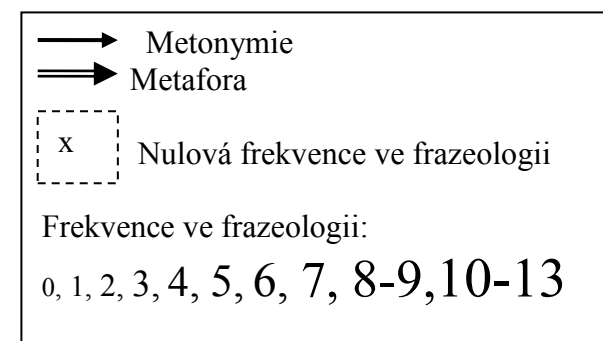 Metonymie
Metafora
x
Nulová frekvence ve frazeologii
Frekvence ve frazeologii:
0, 1, 2, 3, 4, 5, 6, 7, 8-9,10-13